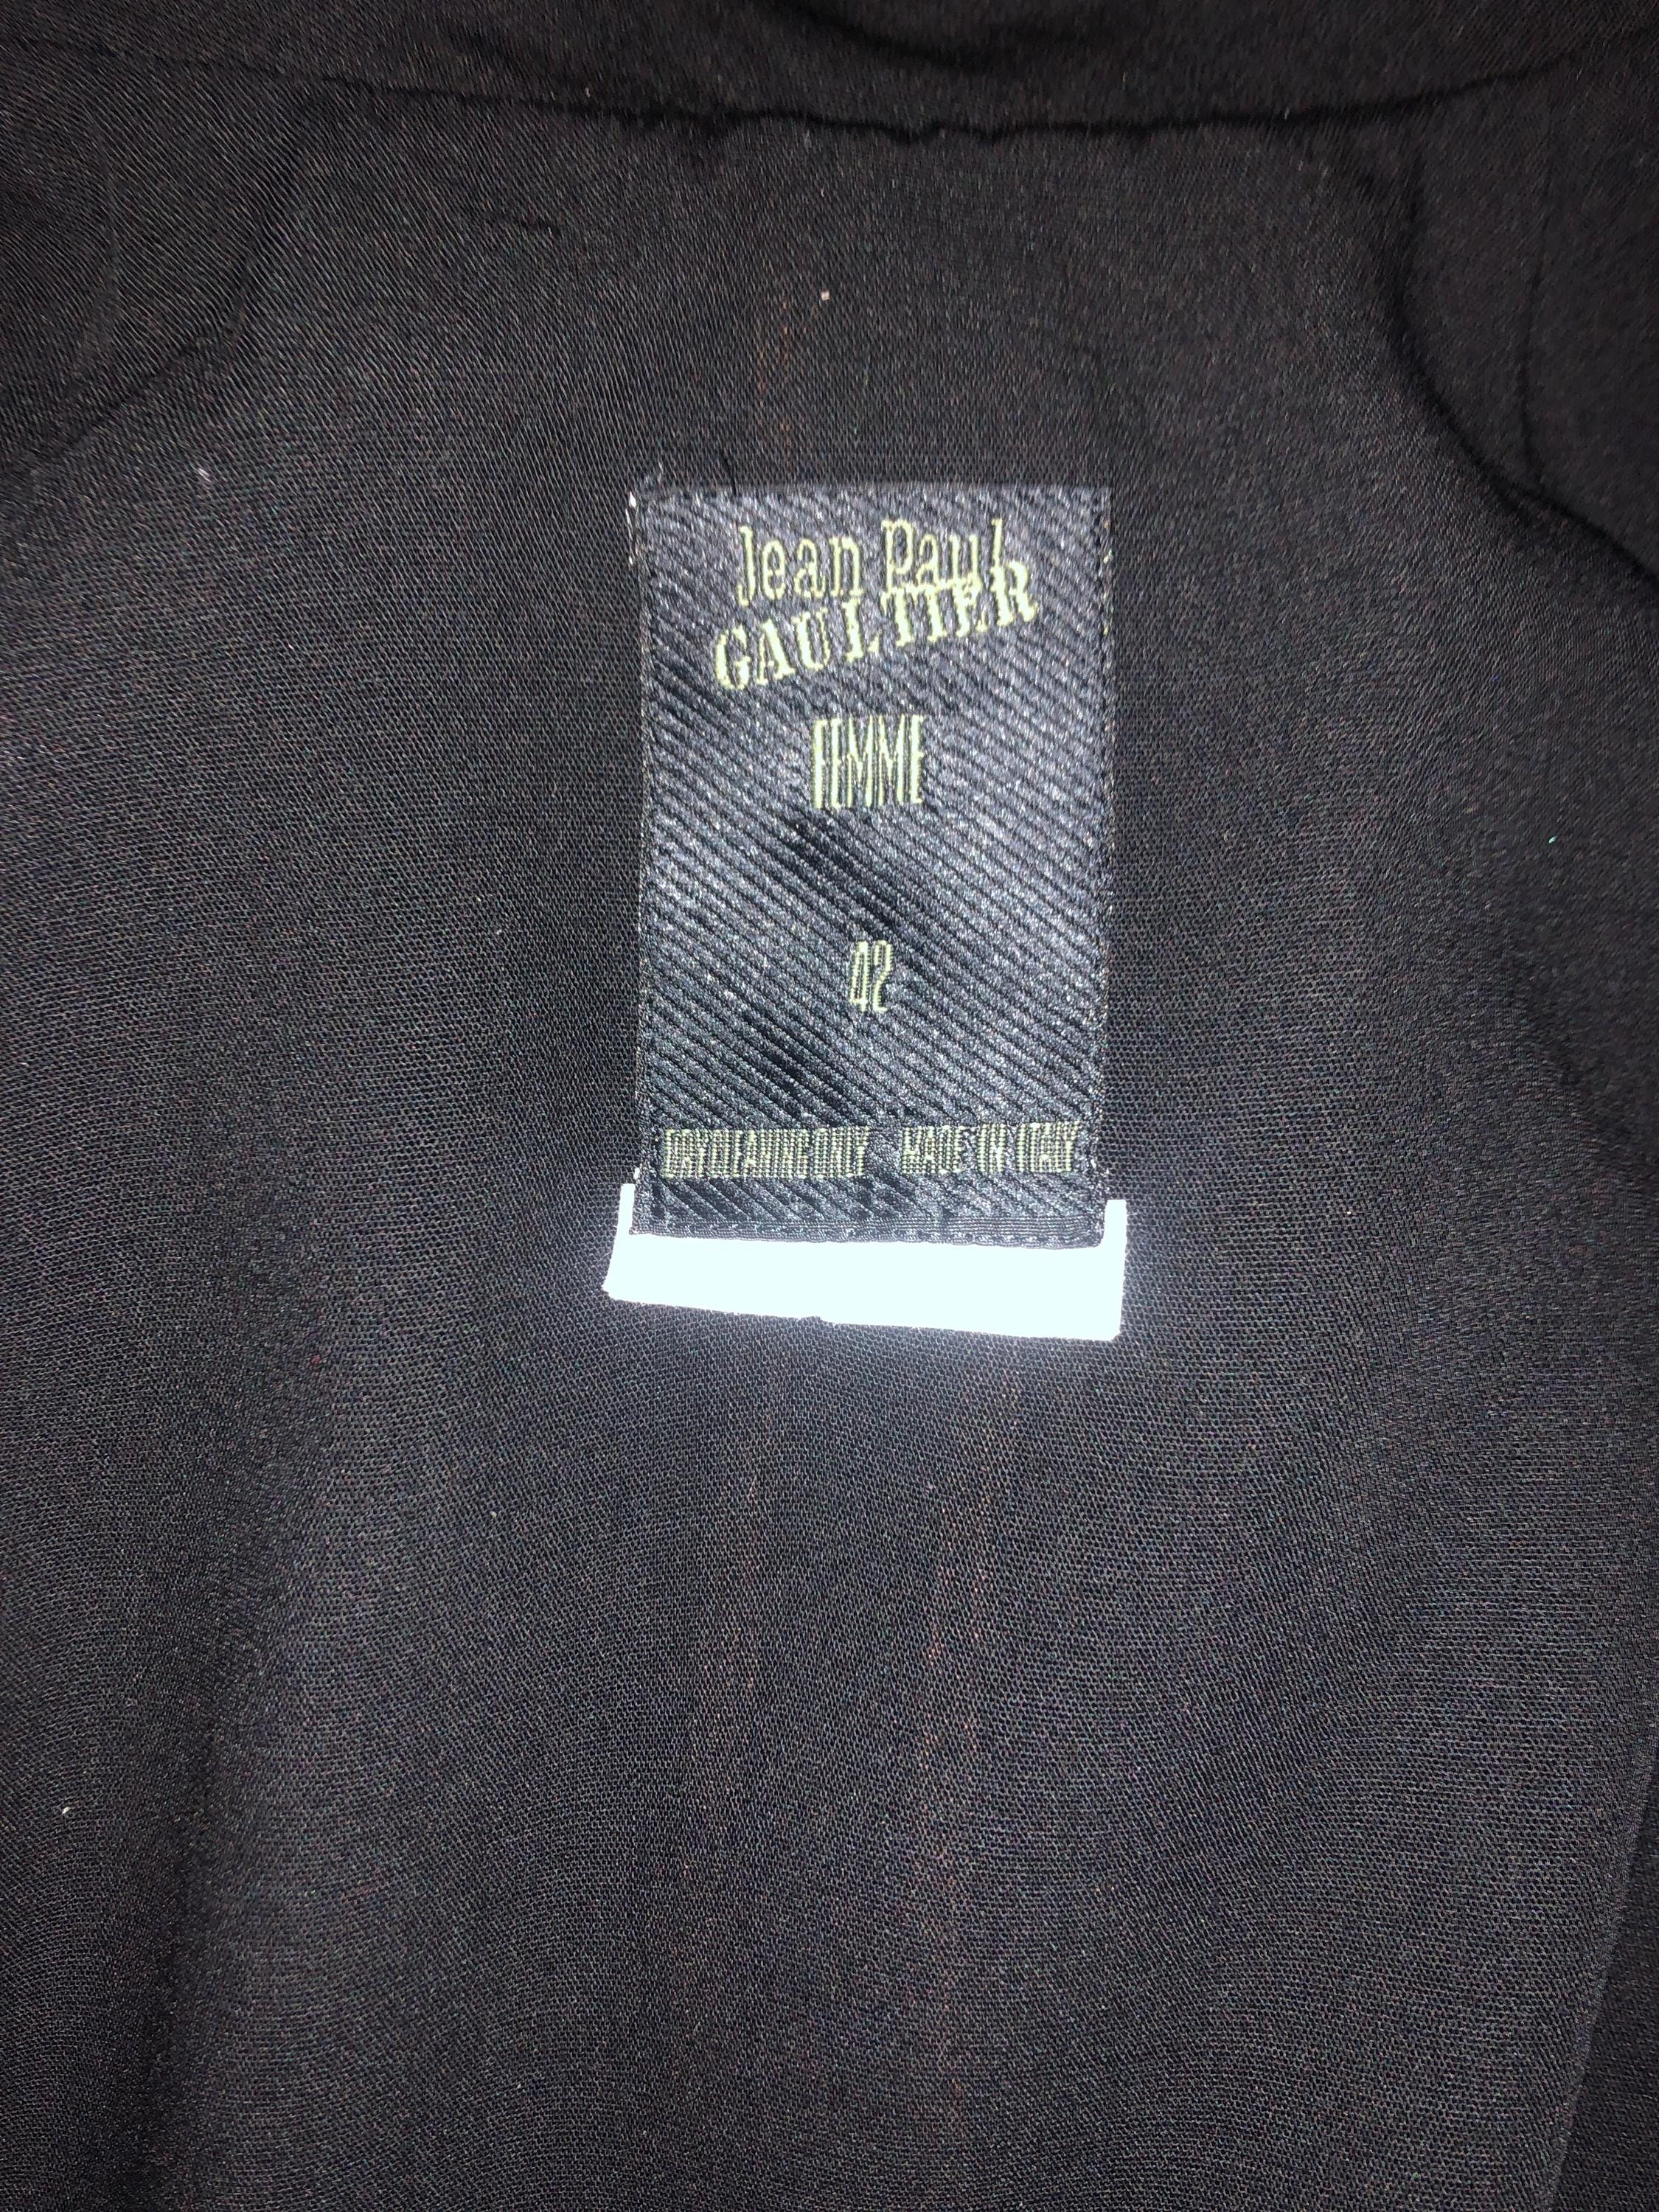 Jean Paul
GAULTIER
FEMME
42
DRY CLEANING ONLY MADE IN ITALY